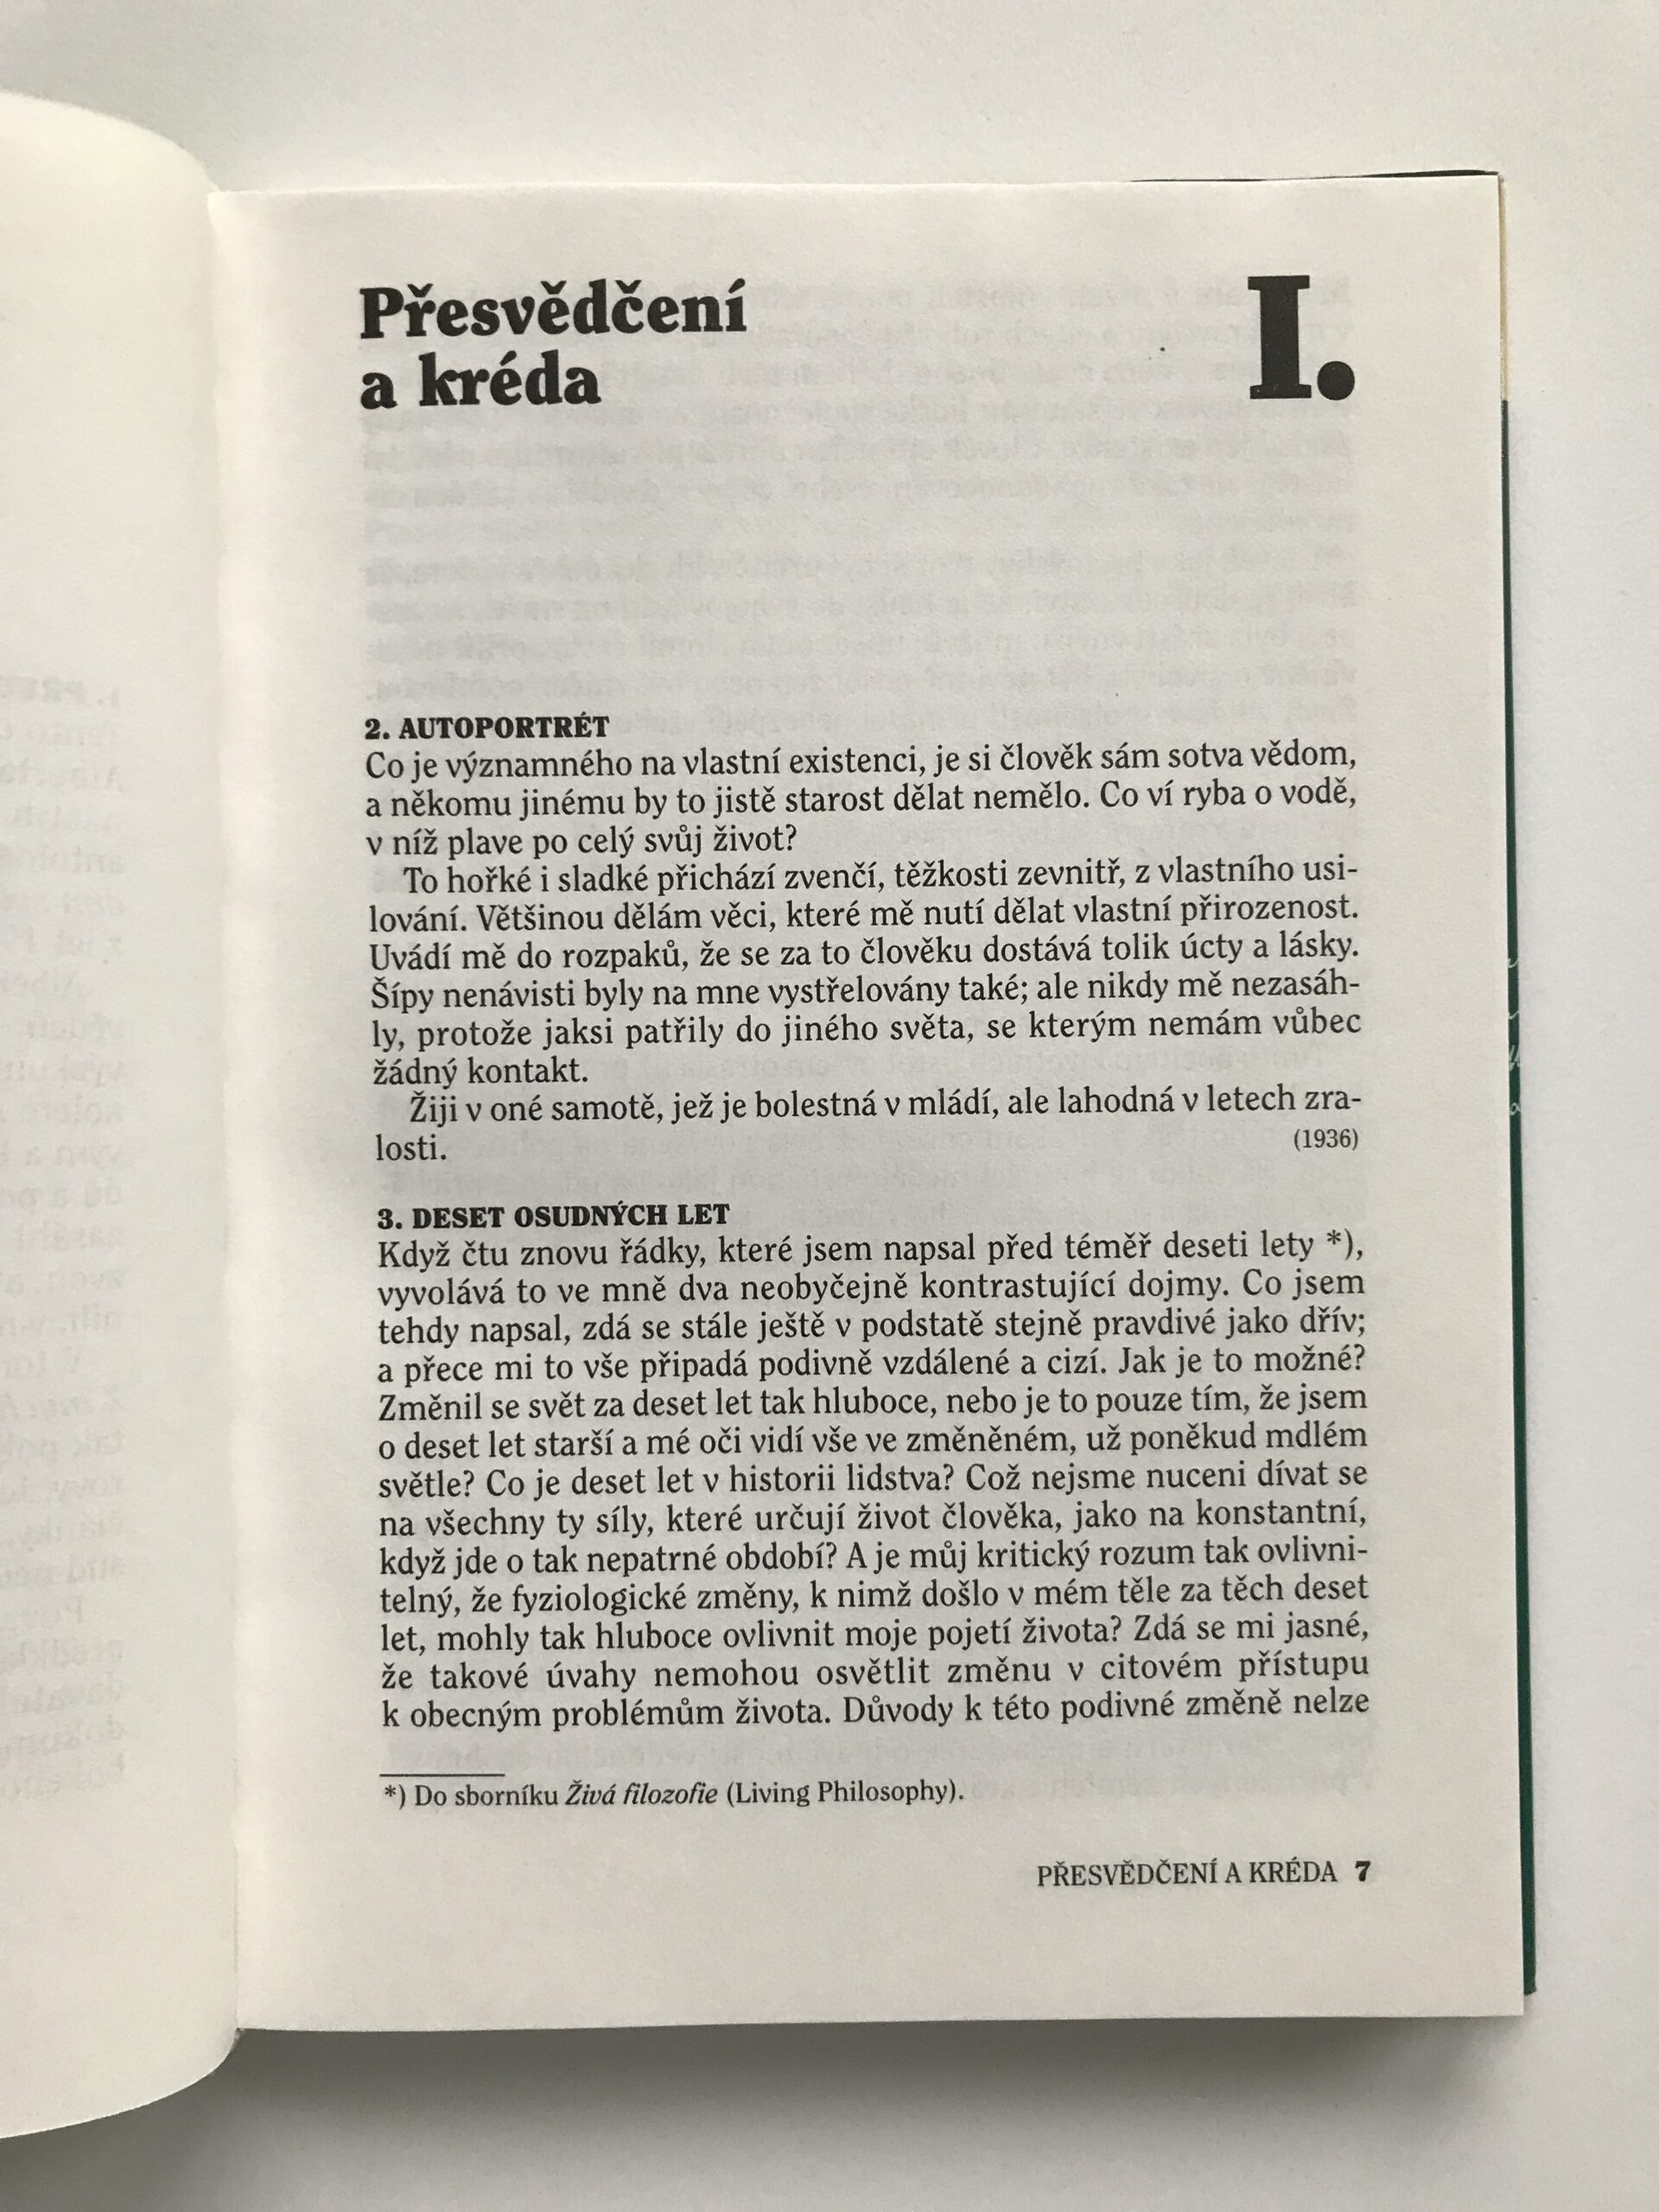 Přesvědčení
a kréda
I.
2. AUTOPORTRÉT
Co je významného na vlastní existenci, je si člověk sám sotva vědom,
a někomu jinému by to jistě starost dělat nemělo. Co ví ryba o vodě,
v níž plave po celý svůj život?
To hořké i sladké přichází zvenčí, těžkosti zevnitř, z vlastního usi-
lování. Většinou dělám věci, které mě nutí dělat vlastní přirozenost.
Uvádí mě do rozpaků, že se za to člověku dostává tolik úcty a lásky.
Šípy nenávisti byly na mne vystřelovány také; ale nikdy mě nezasáh-
ly, protože jaksi patřily do jiného světa, se kterým nemám vůbec
žádný kontakt.
Žiji v oné samotě, jež je bolestná v mládí, ale lahodná v letech zra-
losti. (1936)
3. DESET OSUDNÝCH LET
Když čtu znovu řádky, které jsem napsal před téměř deseti lety *),
vyvolává to ve mně dva neobyčejně kontrastující dojmy. Co jsem
tehdy napsal, zdá se stále ještě v podstatě stejně pravdivé jako dřív;
a přece mi to vše připadá podivně vzdálené a cizí. Jak je to možné?
Změnil se svět za deset let tak hluboce, nebo je to pouze tím, že jsem
o deset let starší a mé oči vidí vše ve změněném, už poněkud mdlém
světle? Co je deset let v historii lidstva? Což nejsme nuceni dívat se
na všechny ty síly, které určují život člověka, jako na konstantní,
když jde o tak nepatrné období? A je můj kritický rozum tak ovlivni-
telný, že fyziologické změny, k nimž došlo v mém těle za těch deset
let, mohly tak hluboce ovlivnit moje pojetí života? Zdá se mi jasné,
že takové úvahy nemohou osvětlit změnu v citovém přístupu
k obecným problémům života. Důvody k této podivné změně nelze
*) Do sborníku Živá filozofie (Living Philosophy).
PŘESVĚDČENÍ A KRÉDA 7